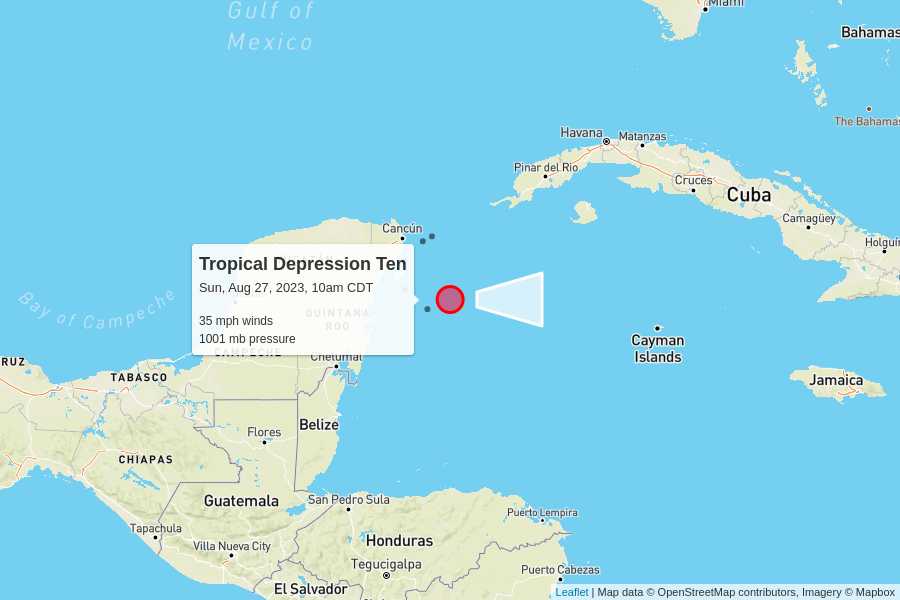 Miami
Gulf of
Mexico
Bahamas
The Bahamas
Havana
Matanzas
Pinar del Río
Cruces
Cuba
Camagüey
Holguí
Cancún
Tropical Depression Ten
Sun, Aug 27, 2023, 10am CDT
35 mph winds
1001 mb pressure
QUINTANA
ROO
Bay of Campeche
CAMPECHE
Chetumal
Cayman
Islands
Jamaica
RUZ
TABASCO
Belize
Flores
CHIAPAS
Guatemala
San Pedro Sula
Puerto Lempira
Tapachula
Villa Nueva City
Honduras
Tegucigalpa
Puerto Cabezas
El Salvador
Leaflet | Map data © OpenStreetMap contributors, Imagery © Mapbox